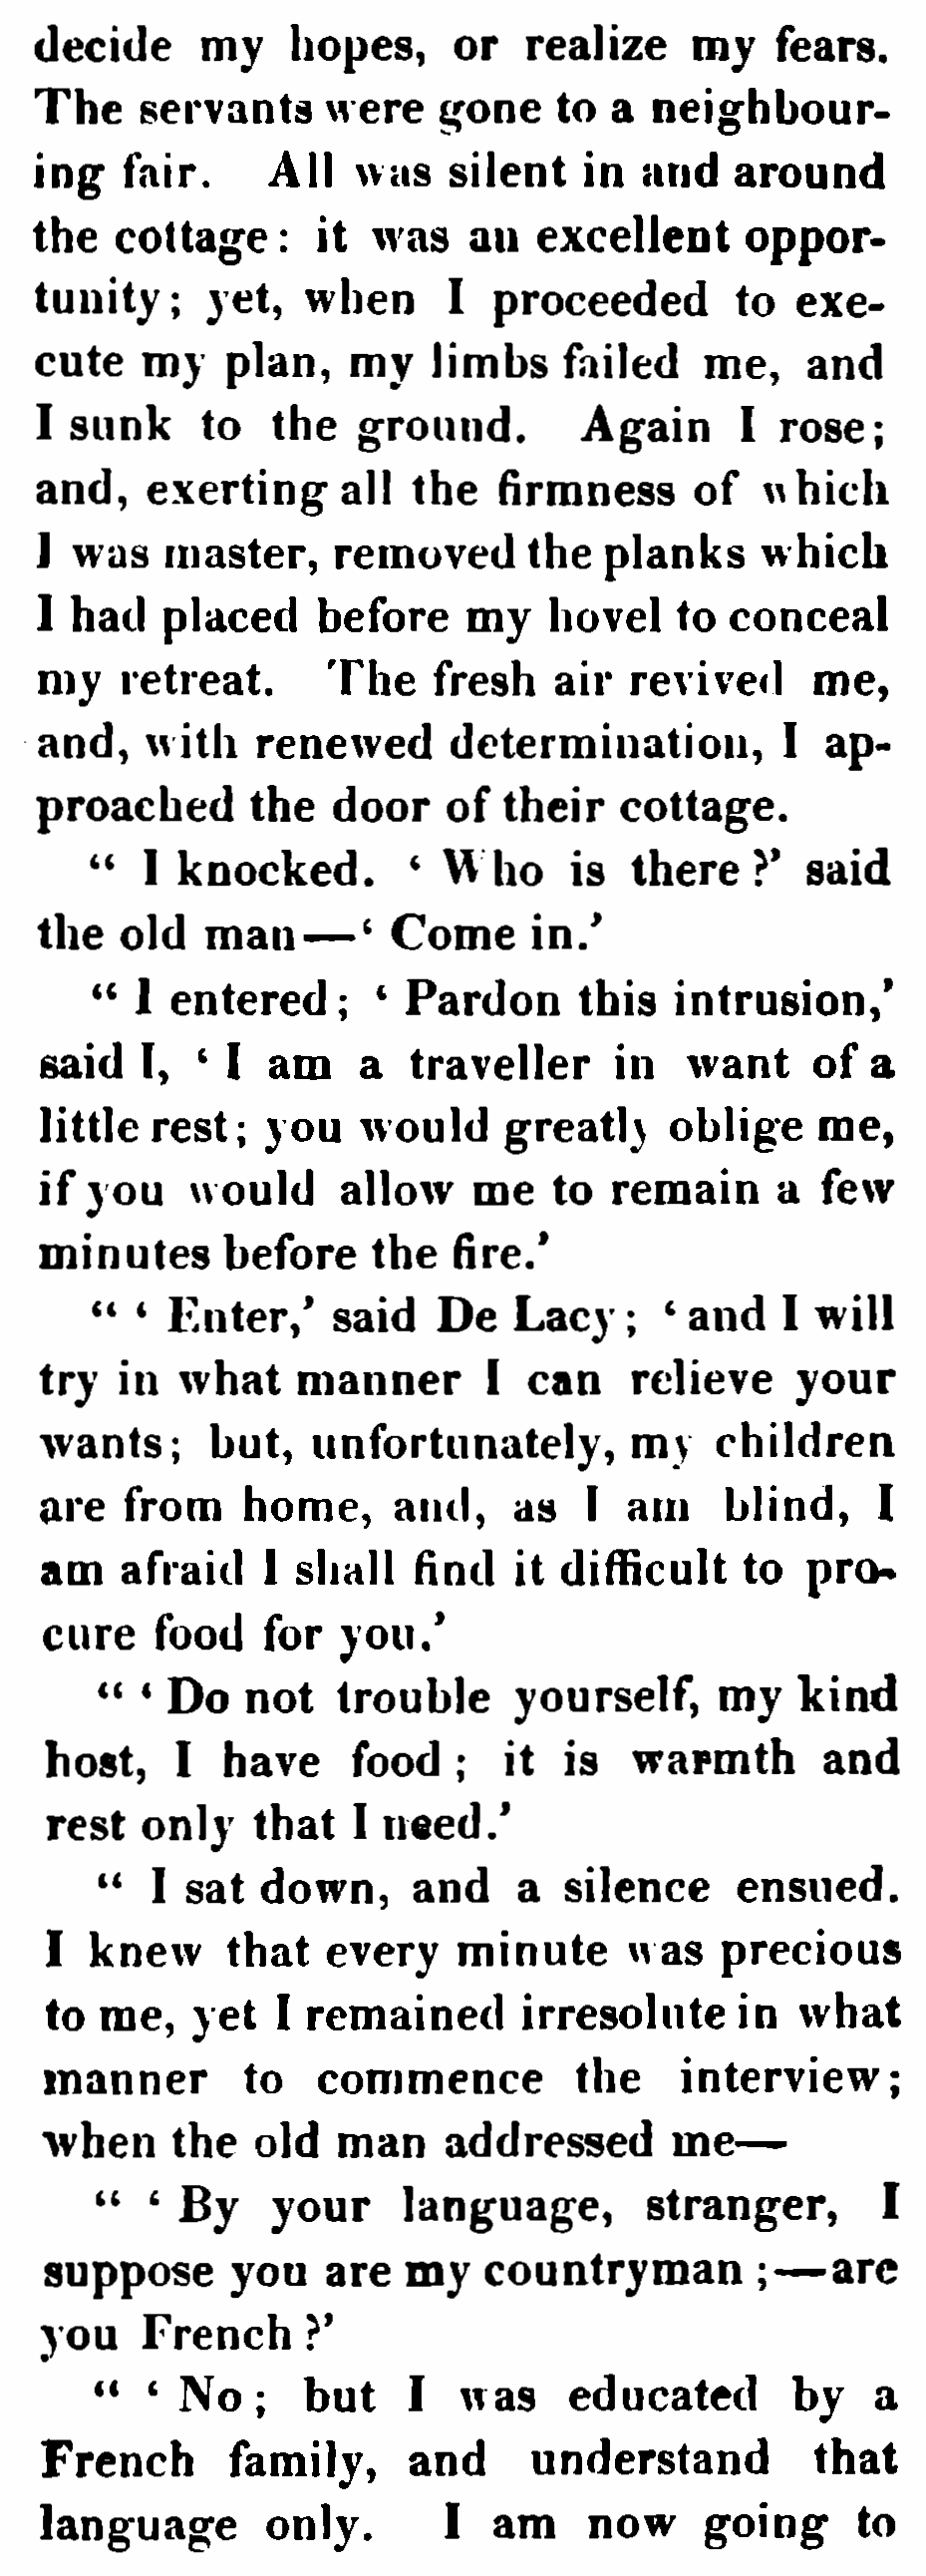 decide my hopes, or realize my fears.
The servants were gone to a neighbour-
ing fair. All was silent in and around
the cottage: it was an excellent oppor-
tunity; yet, when I proceeded to exe-
cute my plan, my limbs failed me, and
I sunk to the ground. Again I rose;
and, exerting all the firmness of which
I was master, removed the planks which
I had placed before my hovel to conceal
my retreat. The fresh air revived me,
and, with renewed determination, I ap-
proached the door of their cottage.
“ I knocked. ‘ Who is there ?’ said
the old man—‘ Come in.’
“ I entered; ‘ Pardon this intrusion,’
said I, ‘ I am a traveller in want of a
little rest; you would greatly oblige me,
if you would allow me to remain a few
minutes before the fire.’
“ ‘ Enter,’ said De Lacy; ‘ and I will
try in what manner I can relieve your
wants; but, unfortunately, my children
are from home, and, as I am blind, I
am afraid I shall find it difficult to pro-
cure food for you.’
“ ‘ Do not trouble yourself, my kind
host, I have food; it is warmth and
rest only that I need.’
“ I sat down, and a silence ensued.
I knew that every minute was precious
to me, yet I remained irresolute in what
manner to commence the interview;
when the old man addressed me—
“ ‘ By your language, stranger, I
suppose you are my countryman ;—are
you French ?’
“ ‘ No; but I was educated by a
French family, and understand that
language only. I am now going to